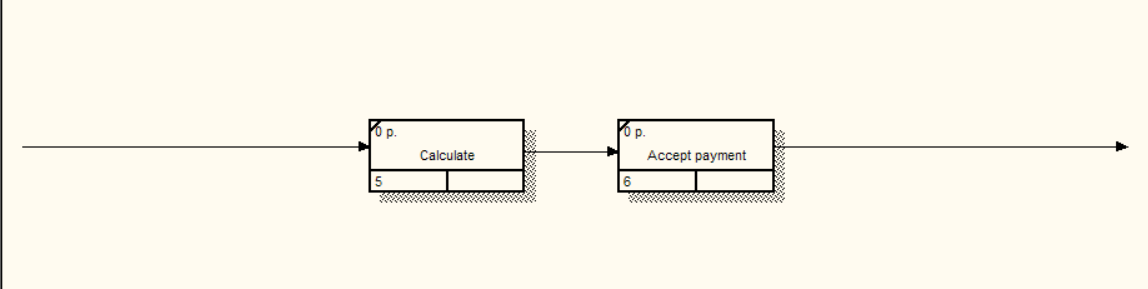 0 p.
Calculate
5
0 p.
Accept payment
6